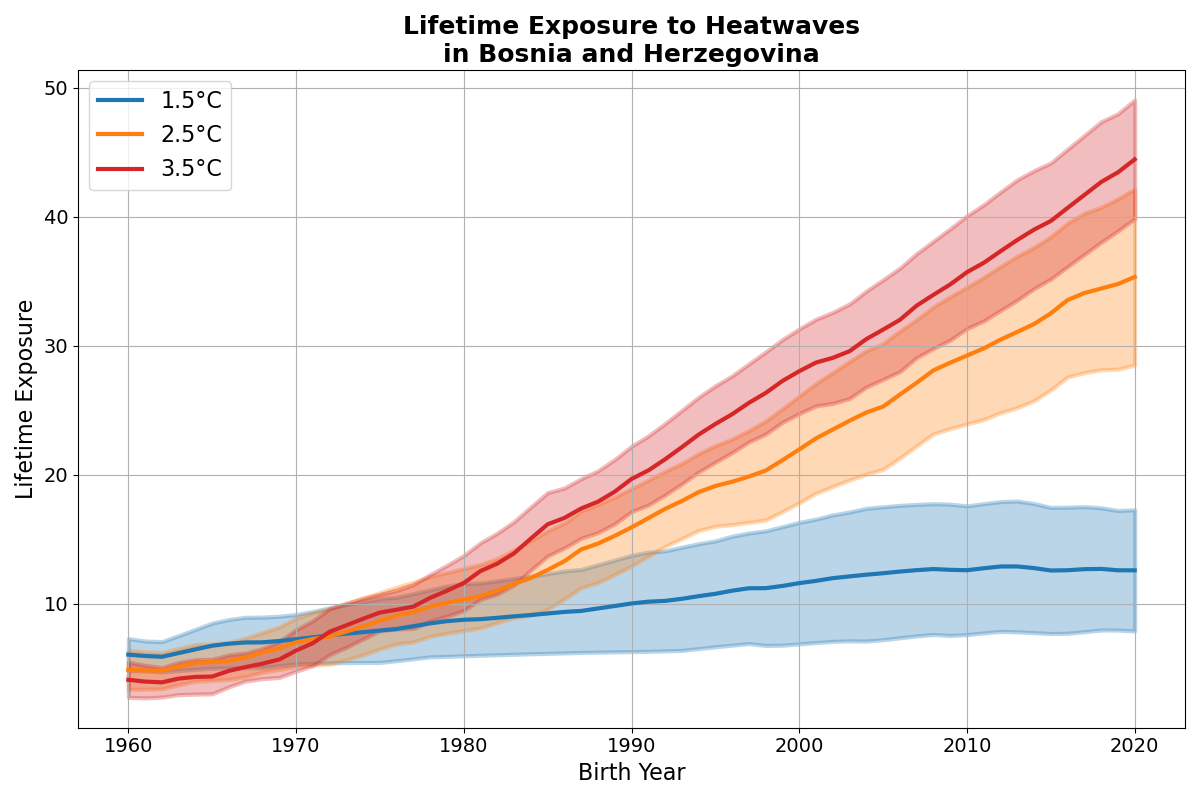 Lifetime Exposure to Heatwaves
in Bosnia and Herzegovina
1.5°C
2.5°C
3.5°C
Lifetime Exposure
50
40
30
20
10
1960
1970
1980
1990
2000
2010
2020
Birth Year